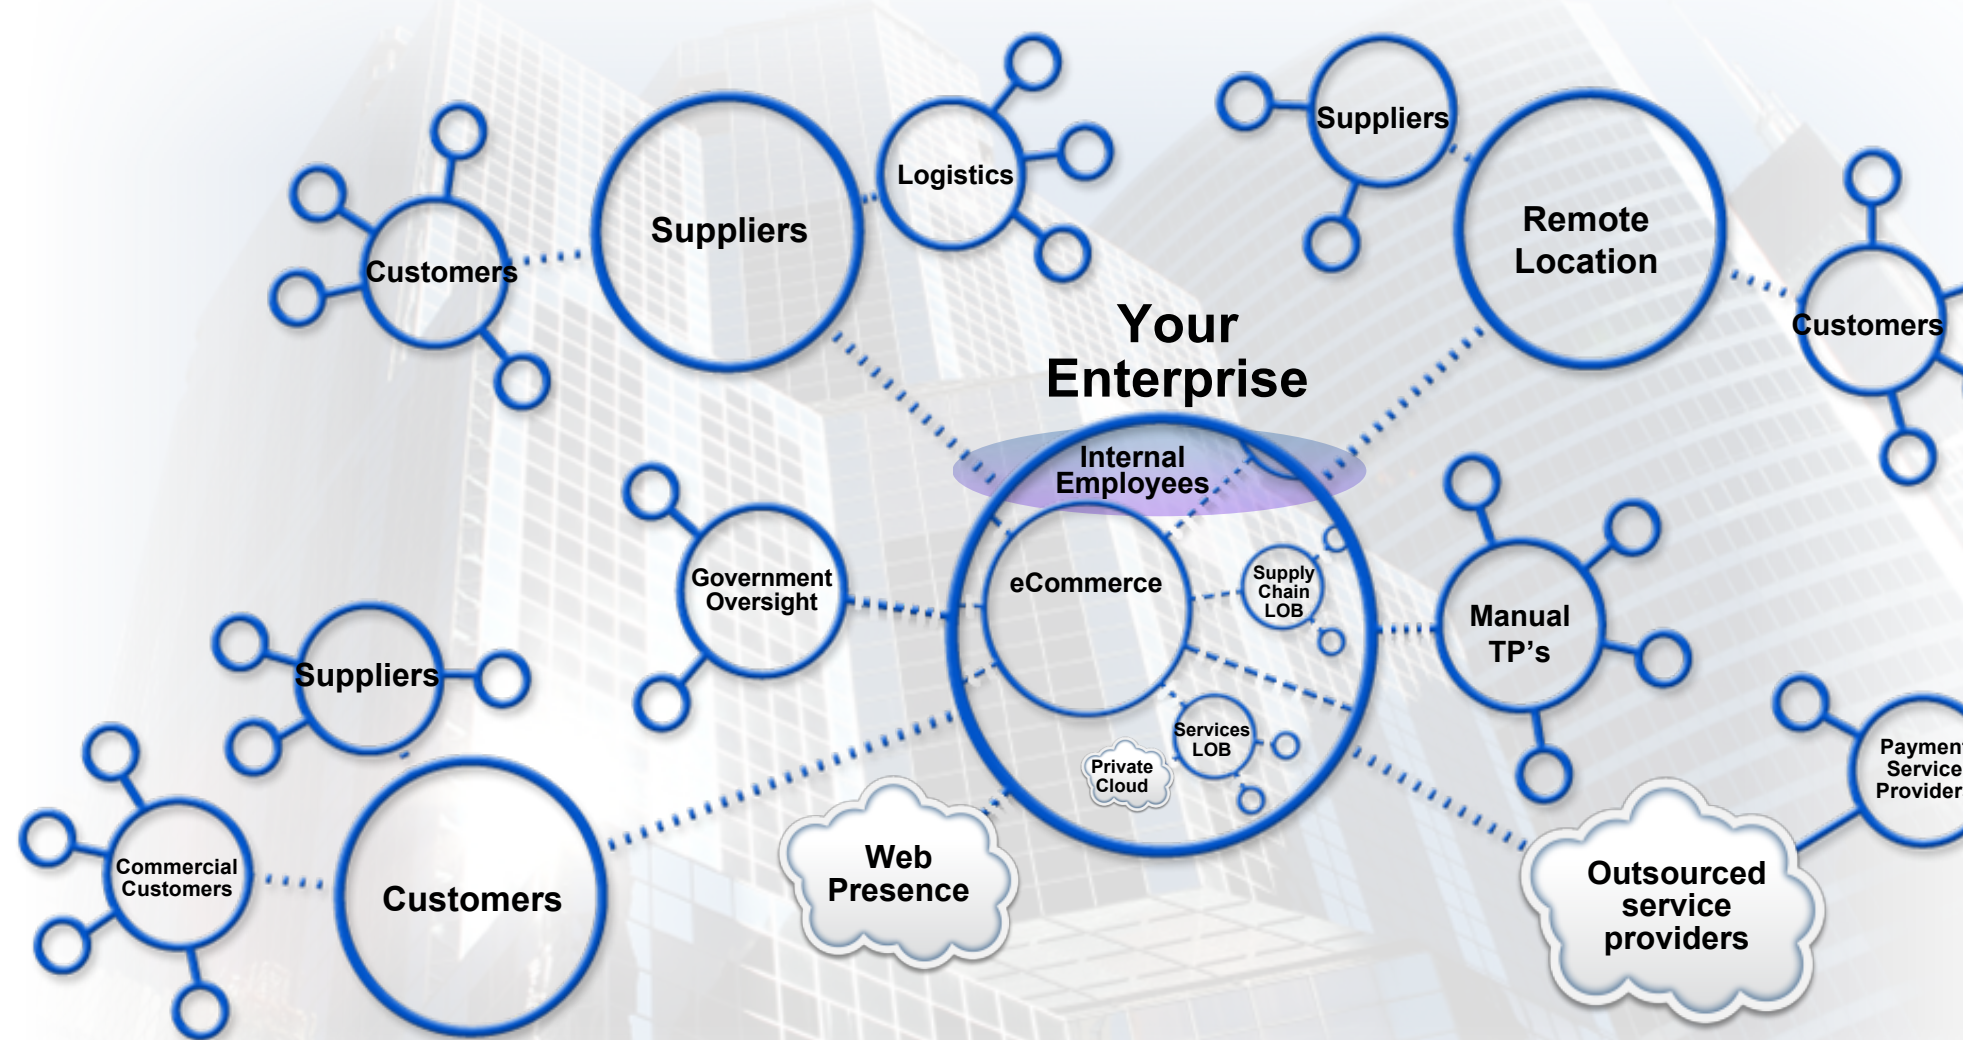 Suppliers
Logistics
Suppliers
Remote
Location
Customers
Customers
Your
Enterprise
Internal
Employees
Government
Oversight
eCommerce
Supply
Chain
LOB
Manual
TP’s
Suppliers
Services
LOB
Private
Cloud
Paymen
Service
Provider
Commercial
Customers
Customers
Web
Presence
Outsourced
service
providers